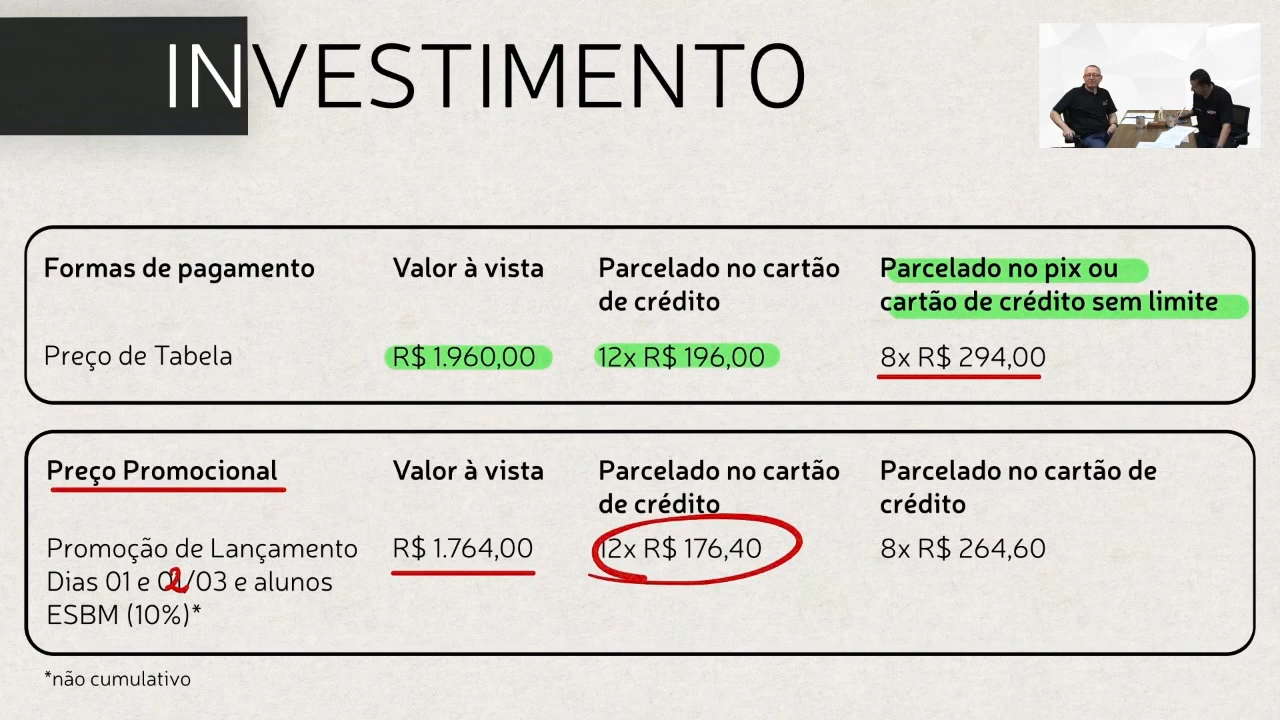 INVESTIMENTO
Formas de pagamento
Valor à vista
Parcelado no cartão
de crédito
Parcelado no pix ou
cartão de crédito sem limite
Preço de Tabela
R$ 1.960,00
12x R$ 196,00
8x R$ 294,00
Preço Promocional
Valor à vista
Parcelado no cartão
de crédito
Parcelado no cartão de
crédito
Promoção de Lançamento
Dias 01 e 02/03 e alunos
ESBM (10%)*
R$ 1.764,00
12x R$ 176,40
8x R$ 264,60
*não cumulativo